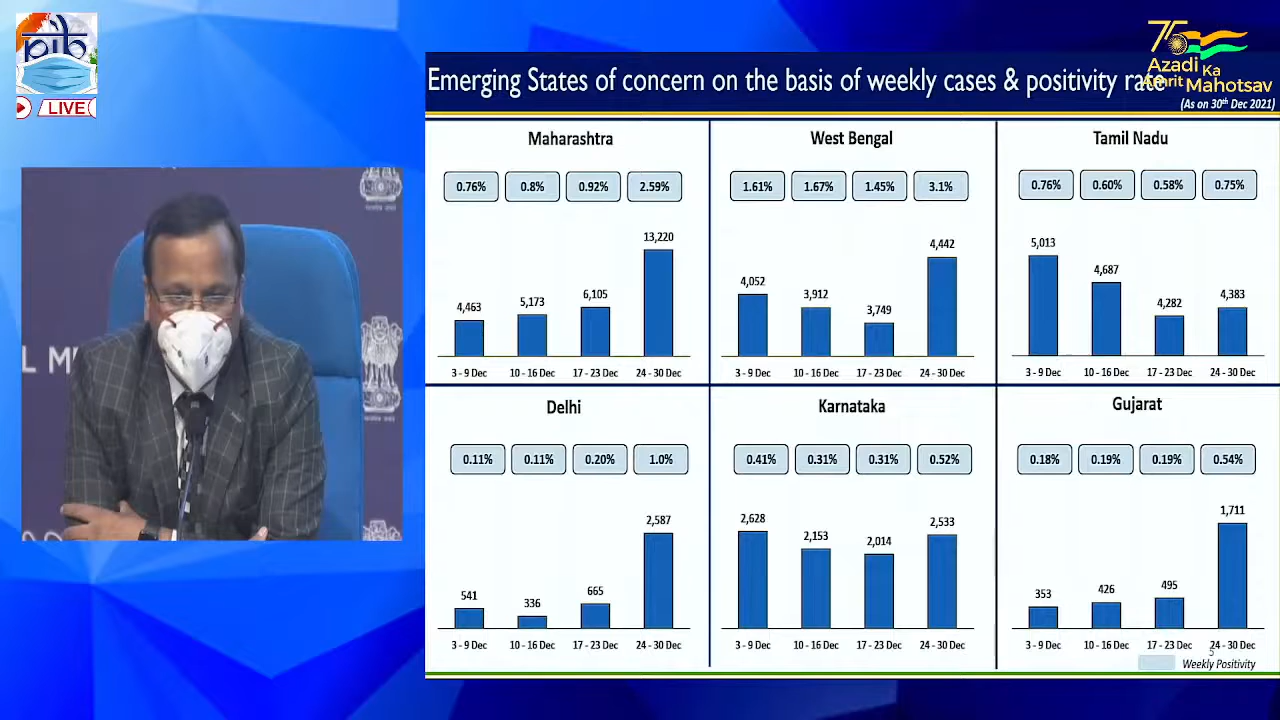 pib
LIVE
L M
75
Azadi
Ka
Amrit
Mahotsav
Emerging States of concern on the basis of weekly cases & positivity rate
(As on 30th Dec 2021)
Maharashtra
0.76% 0.8% 0.92% 2.59%
4,463 5,173 6,105 13,220
3 - 9 Dec 10 - 16 Dec 17 - 23 Dec 24 - 30 Dec
West Bengal
1.61% 1.67% 1.45% 3.1%
4,052 3,912 3,749 4,442
3 - 9 Dec 10 - 16 Dec 17 - 23 Dec 24 - 30 Dec
Tamil Nadu
0.76% 0.60% 0.58% 0.75%
5,013 4,687 4,282 4,383
3 - 9 Dec 10 - 16 Dec 17 - 23 Dec 24 - 30 Dec
Delhi
0.11% 0.11% 0.20% 1.0%
541 336 665 2,587
3 - 9 Dec 10 - 16 Dec 17 - 23 Dec 24 - 30 Dec
Karnataka
0.41% 0.31% 0.31% 0.52%
2,628 2,153 2,014 2,533
3 - 9 Dec 10 - 16 Dec 17 - 23 Dec 24 - 30 Dec
Gujarat
0.18% 0.19% 0.19% 0.54%
353 426 495 1,711
3 - 9 Dec 10 - 16 Dec 17 - 23 Dec 24 - 30 Dec
5
Weekly Positivity